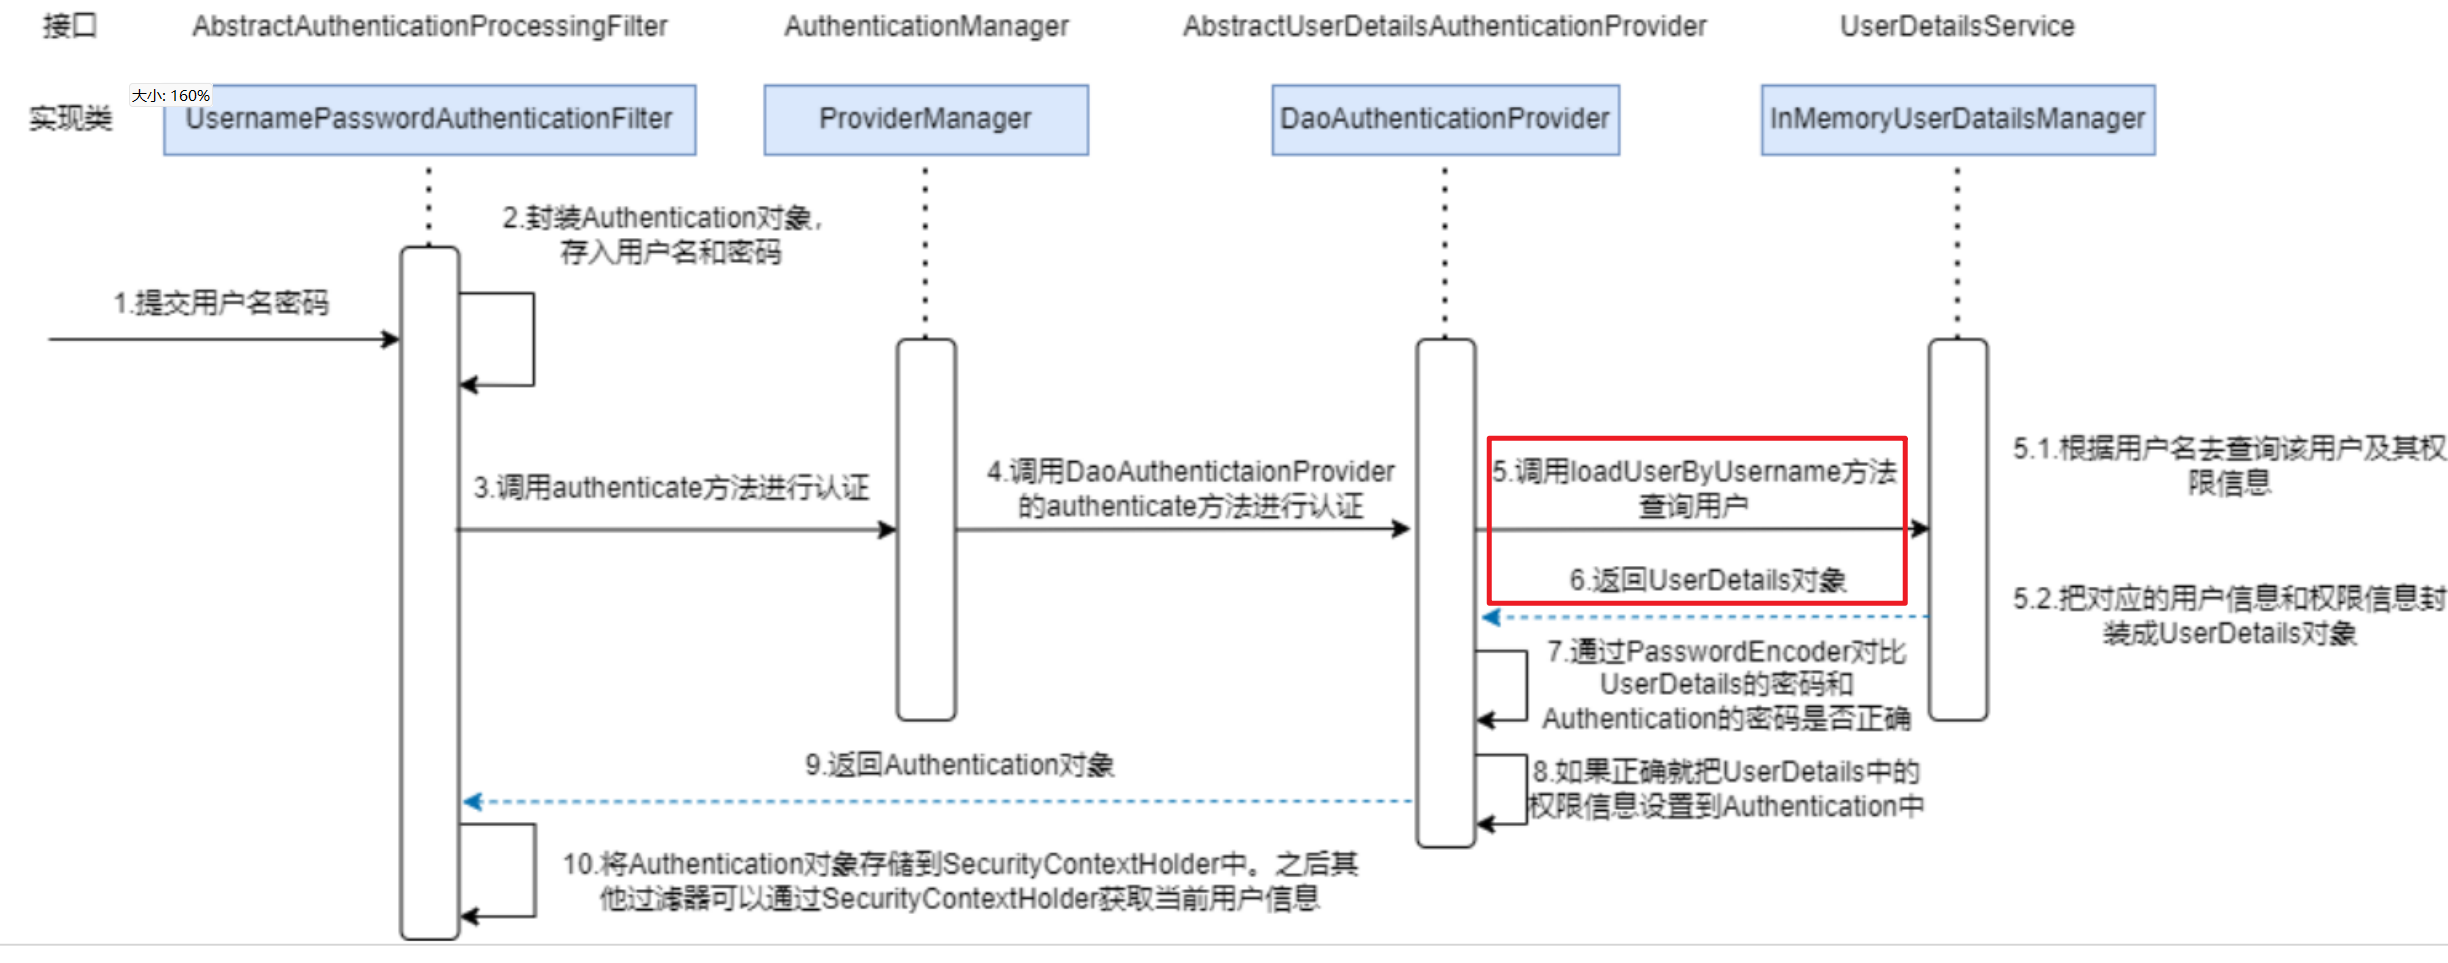 接口
AbstractAuthenticationProcessingFilter
AuthenticationManager
AbstractUserDetailsAuthenticationProvider
UserDetailsService
大小: 160%
实现类
UsernamePasswordAuthenticationFilter
ProviderManager
DaoAuthenticationProvider
InMemoryUserDatailsManager
2.封装Authentication对象，
存入用户名和密码
1.提交用户名密码
3.调用authenticate方法进行认证
4.调用DaoAuthentictaionProvider
的authenticate方法进行认证
5.调用loadUserByUsername方法
查询用户
5.1.根据用户名去查询该用户及其权
限信息
6.返回UserDetails对象
5.2.把对应的用户信息和权限信息封
装成UserDetails对象
7.通过PasswordEncoder对比
UserDetails的密码和
Authentication的密码是否正确
9.返回Authentication对象
8.如果正确就把UserDetails中的
权限信息设置到Authentication中
10.将Authentication对象存储到SecurityContextHolder中。之后其
他过滤器可以通过SecurityContextHolder获取当前用户信息